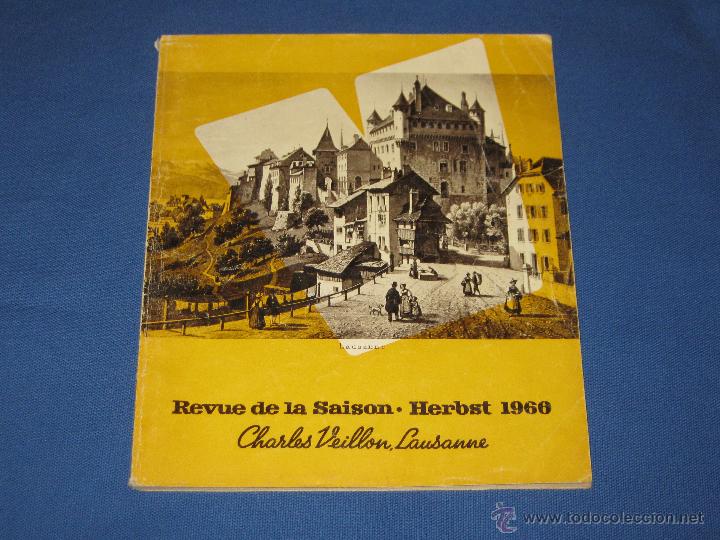 Lausanne
Revue de la Saison • Herbst 1960
Charles Veillon, Lausanne
© www.todocoleccion.net